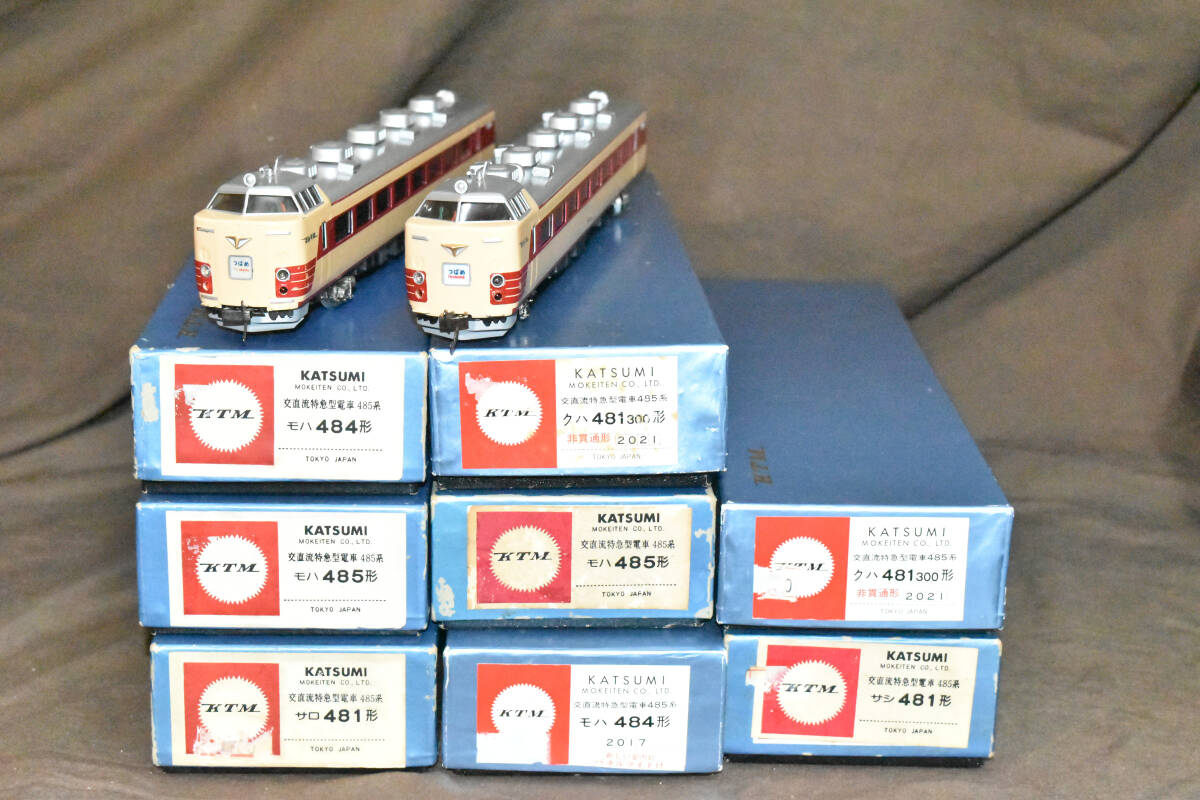 つばめ
つばめ
KTM
KATSUMI
MOKEITEN CO., LTD.
交直流特急型電車 485系
モハ 484形
TOKYO JAPAN
KTM
KATSUMI
MOKEITEN CO., LTD.
交直流特急型電車485系
クハ 481 300 形
非貫通形 2021
TOKYO JAPAN
KTM
KATSUMI
MOKEITEN CO., LTD.
交直流特急型電車 485系
モハ 485形
TOKYO JAPAN
KTM
KATSUMI
MOKEITEN CO., LTD.
交直流特急型電車 485系
モハ 485形
TOKYO JAPAN
KTM
KTM
KATSUMI
MOKEITEN CO., LTD.
交直流特急型電車485系
クハ 481 300 形
非貫通形 2021
TOKYO JAPAN
KTM
KATSUMI
MOKEITEN CO., LTD.
交直流特急型電車 485系
サロ 481形
TOKYO JAPAN
KTM
KATSUMI
MOKEITEN CO., LTD.
交直流特急型電車485系
モハ 484形
2017
KTM
KATSUMI
MOKEITEN CO., LTD.
交直流特急型電車 485系
サシ 481形
TOKYO JAPAN